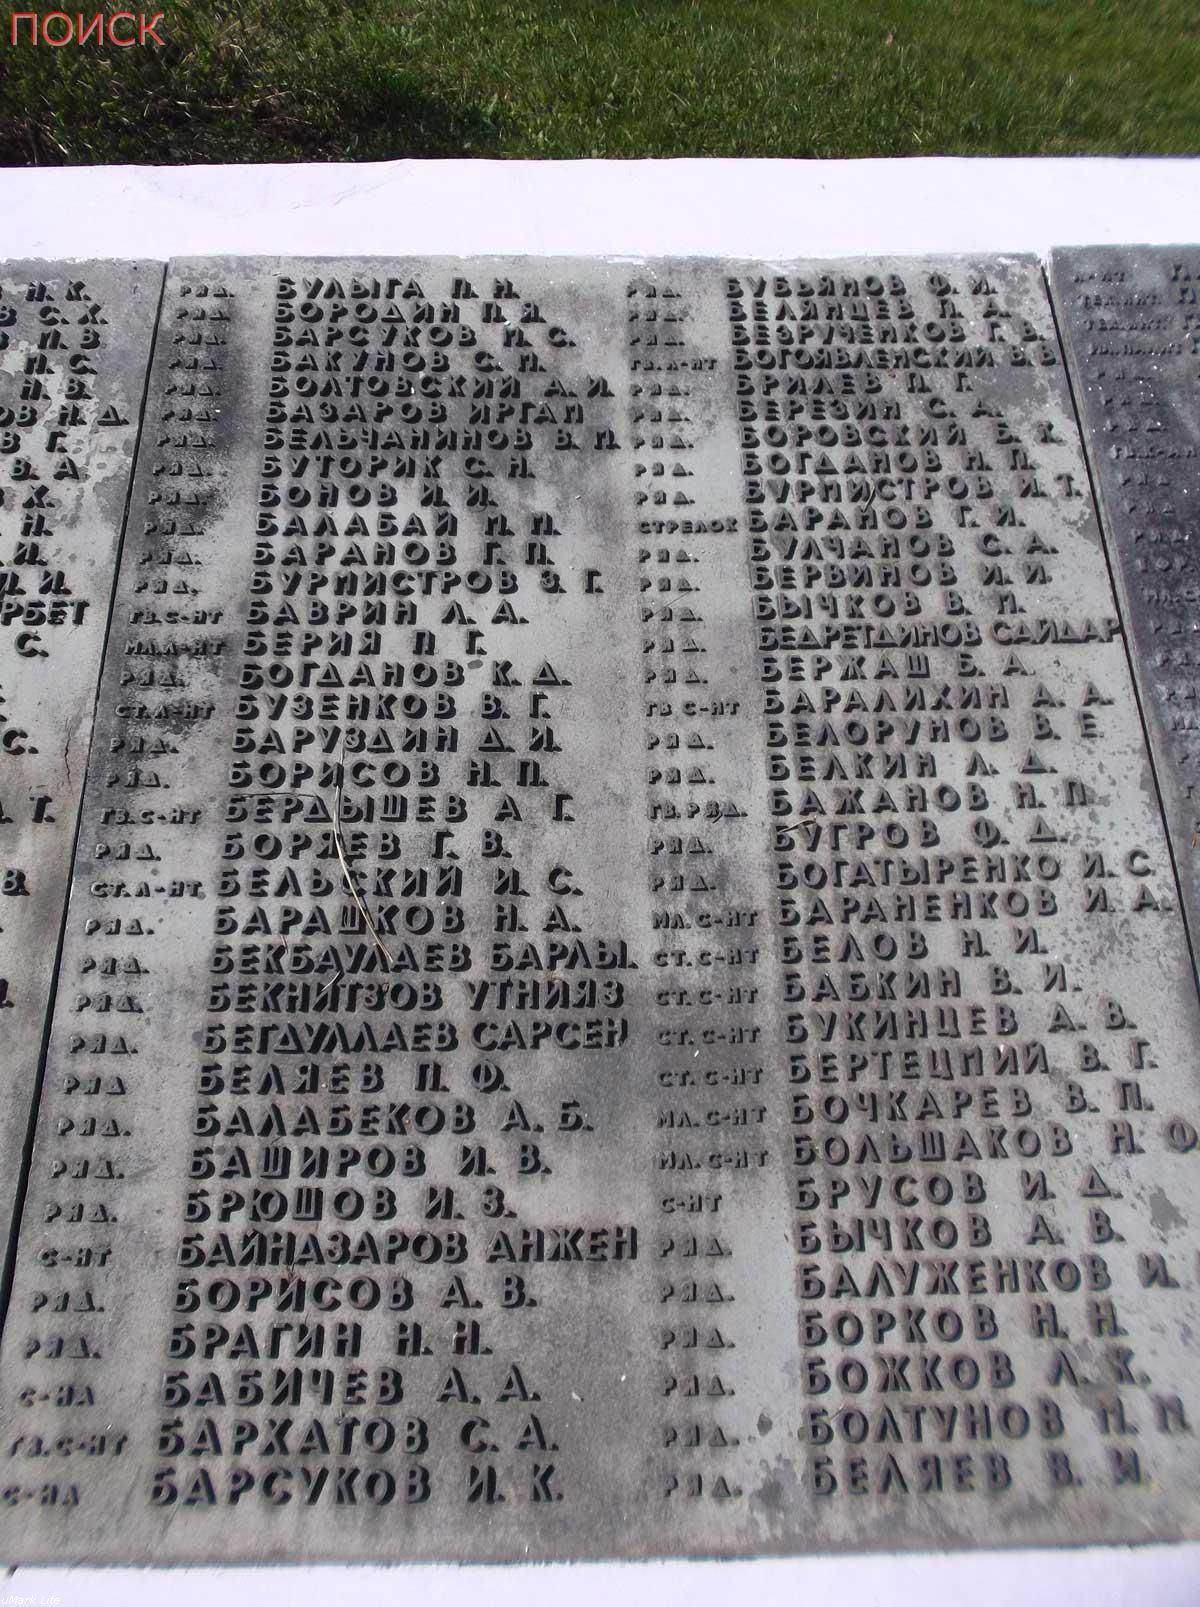 ПОИСК
РЯД. БУЛЫГА П. Н.
РЯД. БОРОДИН П. Я.
РЯД. БАРСУКОВ М. С.
РЯД. БАКУНОВ С. М.
РЯД. БОЛТОВСКИЙ А. И.
РЯД. БАЗАРОВ ИРГАМ
РЯД. БЕЛЬЧАНИНОВ В. П.
РЯД. БУТОРИК С. Н.
РЯД. БОНОВ И. И.
РЯД. БАЛАБАЙ М. М.
РЯД. БАРАНОВ Г. П.
РЯД. БУРМИСТРОВ З. Г.
ГВ. С-НТ БАВРИН Л. А.
МЛ. Л-НТ БЕРИЯ П. Г.
РЯД. БОГДАНОВ К. Д.
СТ. Л-НТ БУЗЕНКОВ В. Г.
РЯД. БАРУЗДИН Д. И.
РЯД. БОРИСОВ Н. П.
ГВ. С-НТ БЕРДЫШЕВ А Г.
РЯД. БОРЯЕВ Г. В.
СТ. Л-НТ БЕЛЬСКИЙ И. С.
РЯД. БАРАШКОВ Н. А.
РЯД. БЕКБАУЛАЕВ БАРЛЫ.
РЯД. БЕКНИТЗОВ УТНИЯЗ
РЯД. БЕГДУЛЛАЕВ САРСЕН
РЯД БЕЛЯЕВ П. Ф.
РЯД. БАЛАБЕКОВ А. Б.
РЯД. БАШИРОВ И. В.
РЯД. БРЮШОВ И. З.
С-НТ БАЙНАЗАРОВ АНЖЕН
РЯД. БОРИСОВ А. В.
РЯД. БРАГИН Н. Н.
С-НА БАБИЧЕВ А. А.
ГВ. С-НТ БАРХАТОВ С. А.
С-НА БАРСУКОВ И. К.
РЯД. БУБЬЯНОВ Ф. И.
РЯД. БЕЛЯНЦЕВ П. А.
РЯД. БЕЗРУЧЕНКОВ Г. В.
ГВ. Л-НТ БОГОЯВЛЕНСКИЙ В. В.
РЯД. БРИЛЕВ П. Г.
РЯД. БЕРЕЗИН С. А.
РЯД. БОРОВСКИЙ Б. К.
РЯД. БОГДАНОВ Н. П.
РЯД. БУРМИСТРОВ И. Т.
СТРЕЛОК БАРАНОВ Г. И.
РЯД. БУЛЧАНОВ С. А.
РЯД. БЕРВИНОВ И. И.
РЯД. БЫЧКОВ В. М.
РЯД. БЕДРЕТДИНОВ САЙДАР
РЯД. БЕРЖАШ Б. А.
ГВ С-НТ БАРАЛИХИН А. А.
РЯД. БЕЛОРУНОВ В. Е
РЯД. БЕЛКИН Л. Д.
ГВ. РЯД. БАЖАНОВ Н. П.
РЯД. БУГРОВ Ф. Д.
РЯД. БОГАТЫРЕНКО И. С.
МЛ. С-НТ БАРАНЕНКОВ И. А.
СТ. С-НТ БЕЛОВ Н. И.
СТ. С-НТ БАБКИН В. И.
СТ. С-НТ БУКИНЦЕВ А. В.
СТ. С-НТ БЕРТЕЦМИЙ В. Г.
МЛ. С-НТ БОЧКАРЕВ В. П.
МЛ. С-НТ БОЛЬШАКОВ Н. Ф
С-НТ БРУСОВ И. Д.
РЯД. БЫЧКОВ А. В.
РЯД. БАЛУЖЕНКОВ И.
РЯД. БОРКОВ Н. Н.
РЯД. БОЖКОВ Л. К.
РЯД. БОЛТУНОВ М. М
РЯД. БЕЛЯЕВ В. И.
uMark Lite